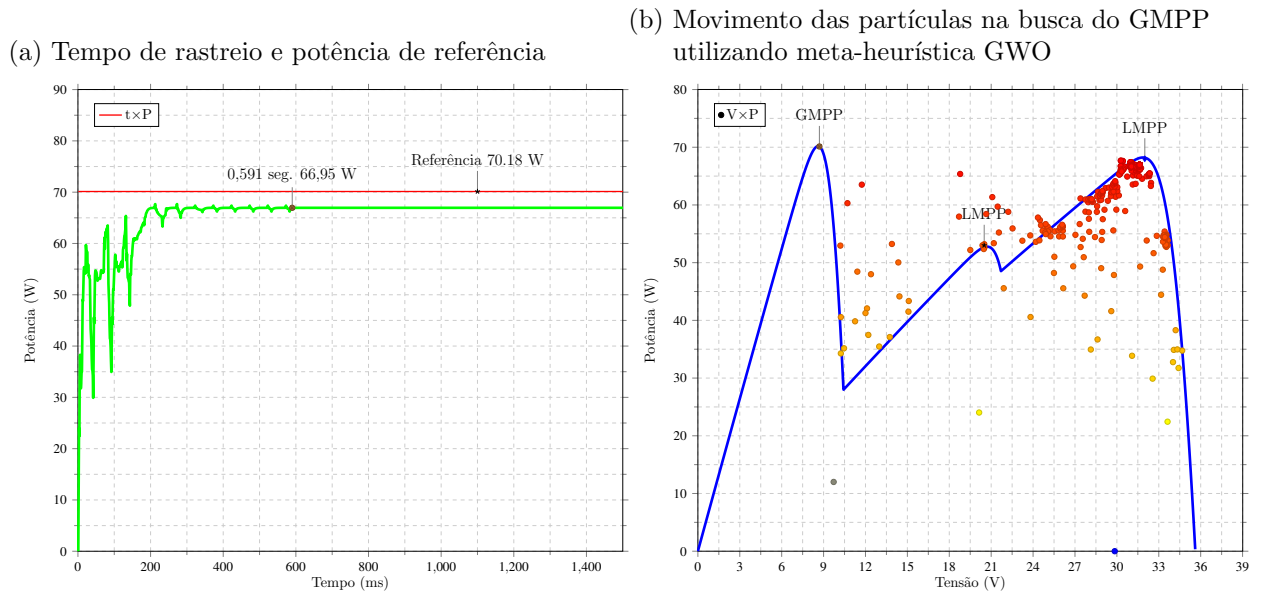 (a) Tempo de rastreio e potência de referência
90
80
70
60
50
40
30
20
10
0
Potência (W)
t×P
0,591 seg. 66,95 W
Referência 70.18 W
0
200
400
600
800
1,000
1,200
1,400
Tempo (ms)
(b) Movimento das partículas na busca do GMPP
utilizando meta-heurística GWO
80
70
60
50
40
30
20
10
0
Potência (W)
V×P
GMPP
LMPP
LMPP
0
3
6
9
12
15
18
21
24
27
30
33
36
39
Tensão (V)